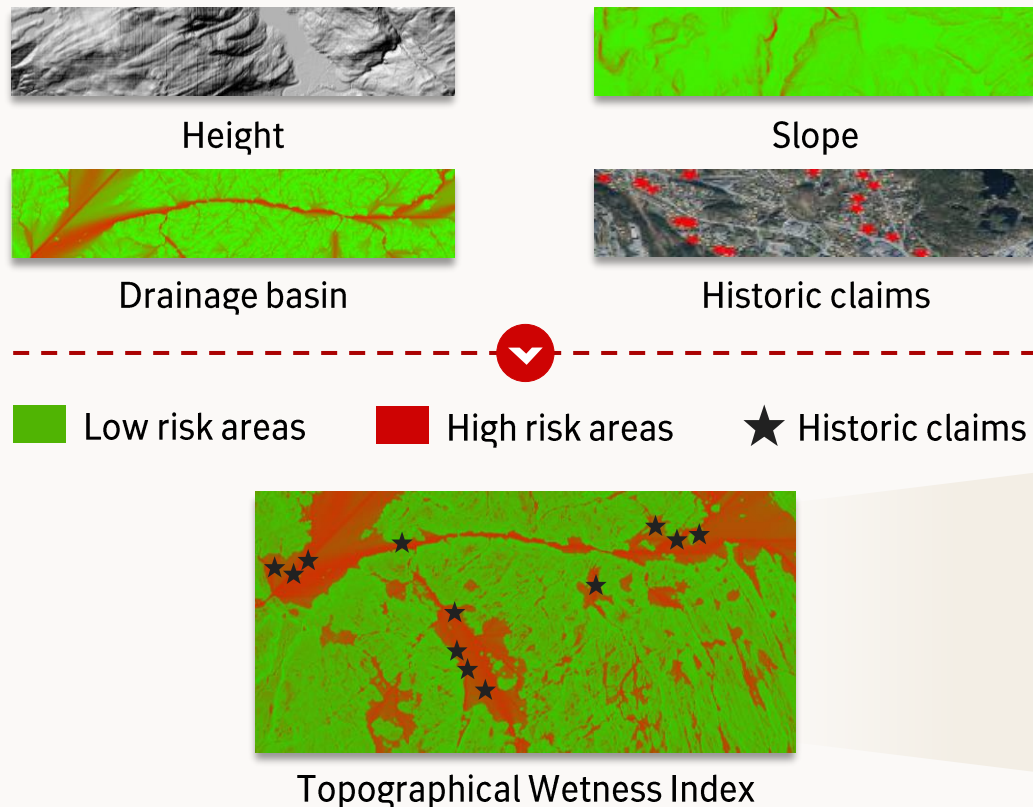 Height
Slope
Drainage basin
Historic claims
Low risk areas
High risk areas
Historic claims
Topographical Wetness Index